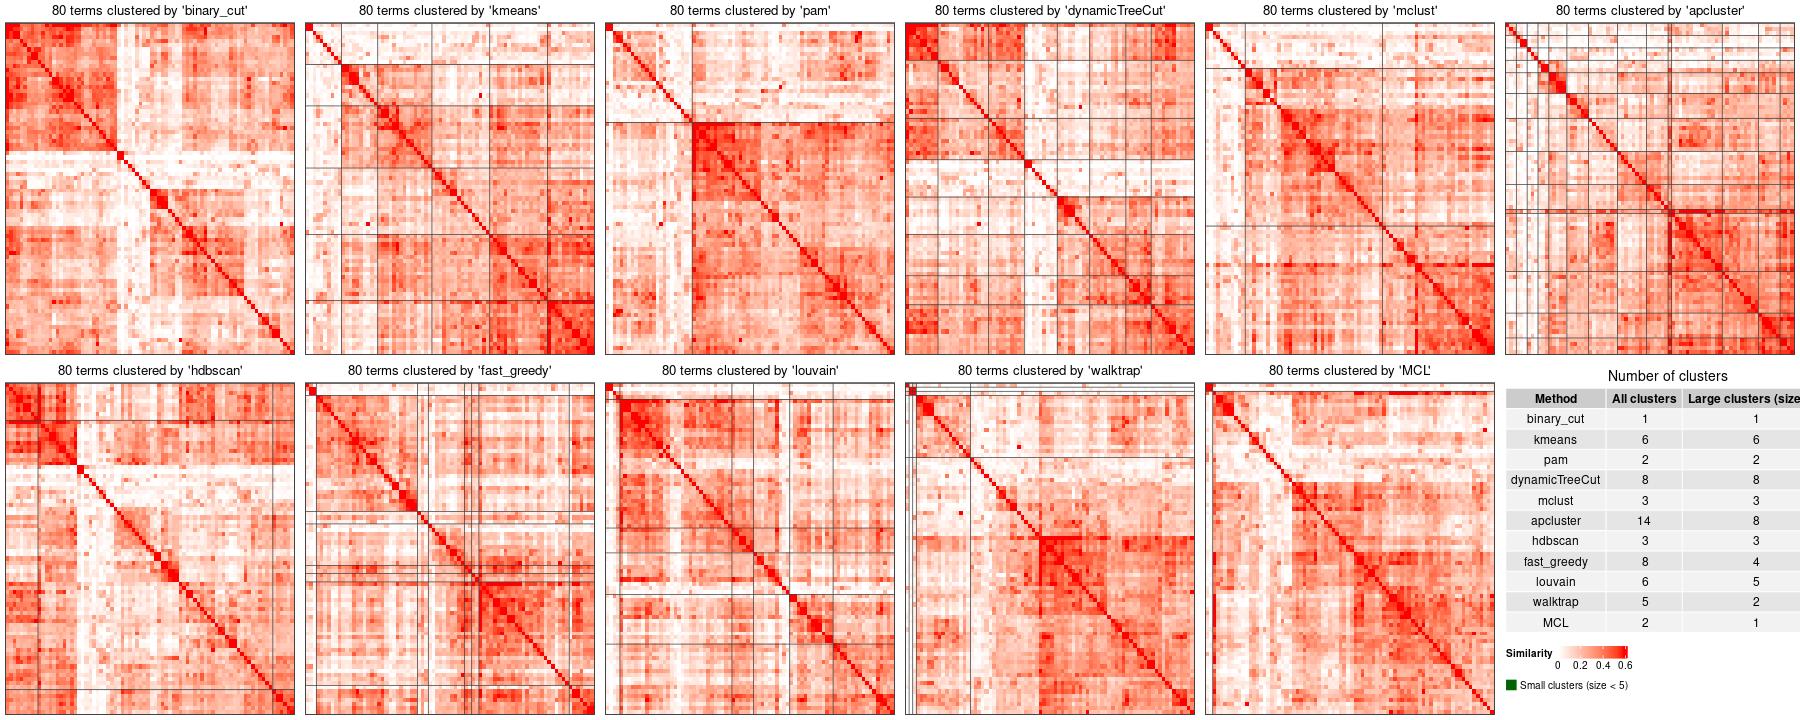 80 terms clustered by 'binary_cut'
80 terms clustered by 'kmeans'
80 terms clustered by 'pam'
80 terms clustered by 'dynamicTreeCut'
80 terms clustered by 'mclust'
80 terms clustered by 'apcluster'
80 terms clustered by 'hdbscan'
80 terms clustered by 'fast_greedy'
80 terms clustered by 'louvain'
80 terms clustered by 'walktrap'
80 terms clustered by 'MCL'
Number of clusters
Method All clusters Large clusters (size
binary_cut 1 1
kmeans 6 6
pam 2 2
dynamicTreeCut 8 8
mclust 3 3
apcluster 14 8
hdbscan 3 3
fast_greedy 8 4
louvain 6 5
walktrap 5 2
MCL 2 1
Similarity
0 0.2 0.4 0.6
Small clusters (size < 5)